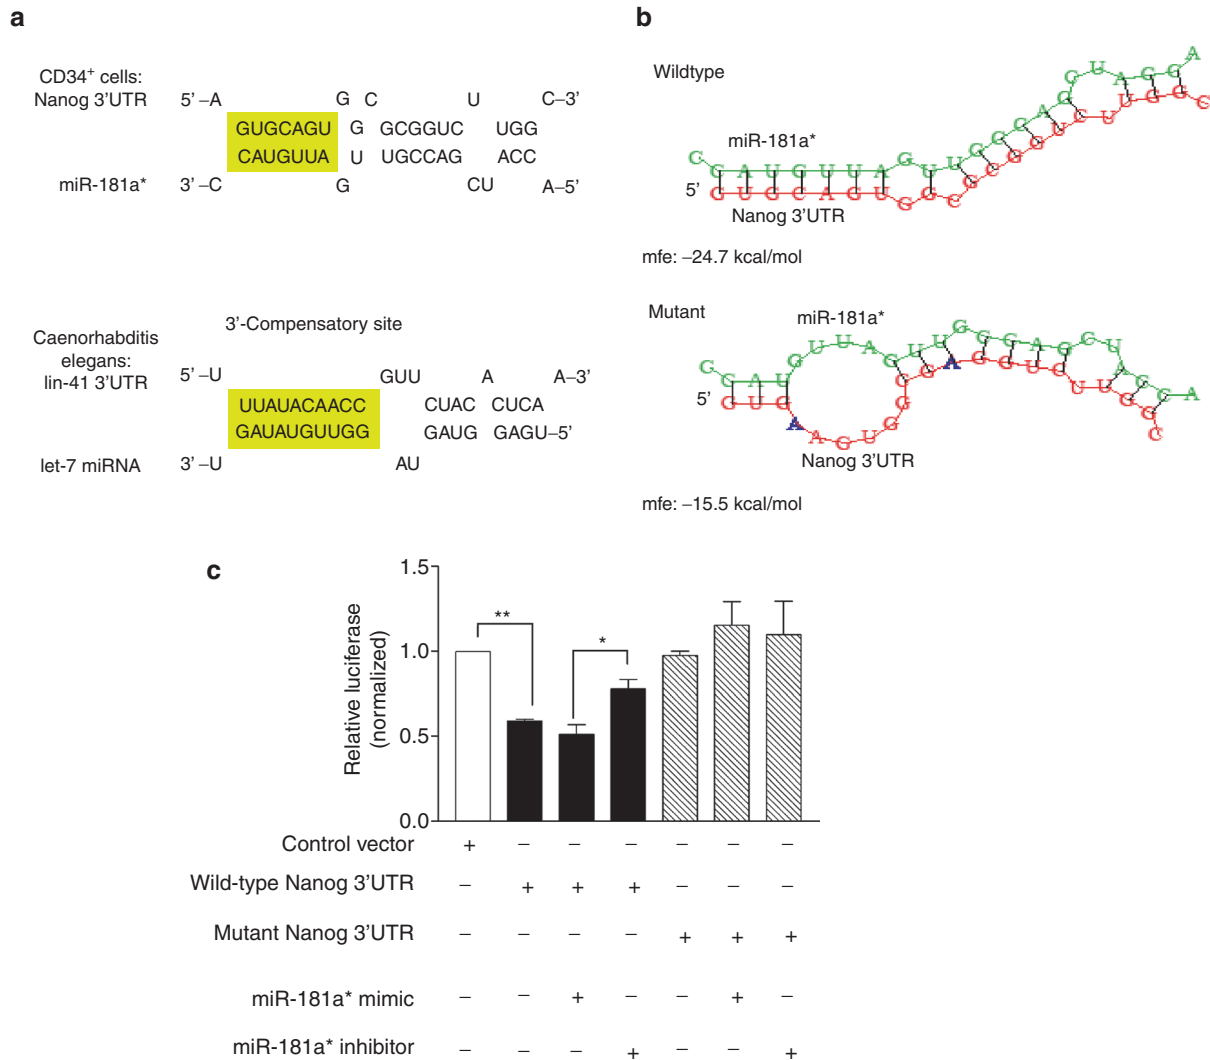 a
CD34+ cells:
Nanog 3'UTR
5' –A G C U C–3'
GUGCAGU G GCGGUC UGG
CAUGUUA U UGCCAG ACC
miR-181a* 3' –C G CU A–5'
3'-Compensatory site
Caenorhabditis
elegans:
lin-41 3'UTR
5' –U GUU A A–3'
UUAUACAACC CUAC CUCA
GAUAUGUUGG GAUG GAGU–5'
let-7 miRNA 3' –U AU
b
Wildtype
miR-181a*
5'
Nanog 3'UTR
mfe: –24.7 kcal/mol
Mutant
miR-181a*
5'
Nanog 3'UTR
mfe: –15.5 kcal/mol
c
Relative luciferase
(normalized)
1.5
1.0
0.5
0.0
**
*
Control vector + – – – – – –
Wild-type Nanog 3'UTR – + + + – – –
Mutant Nanog 3'UTR – – – – + + +
miR-181a* mimic – – + – – + –
miR-181a* inhibitor – – – + – – +